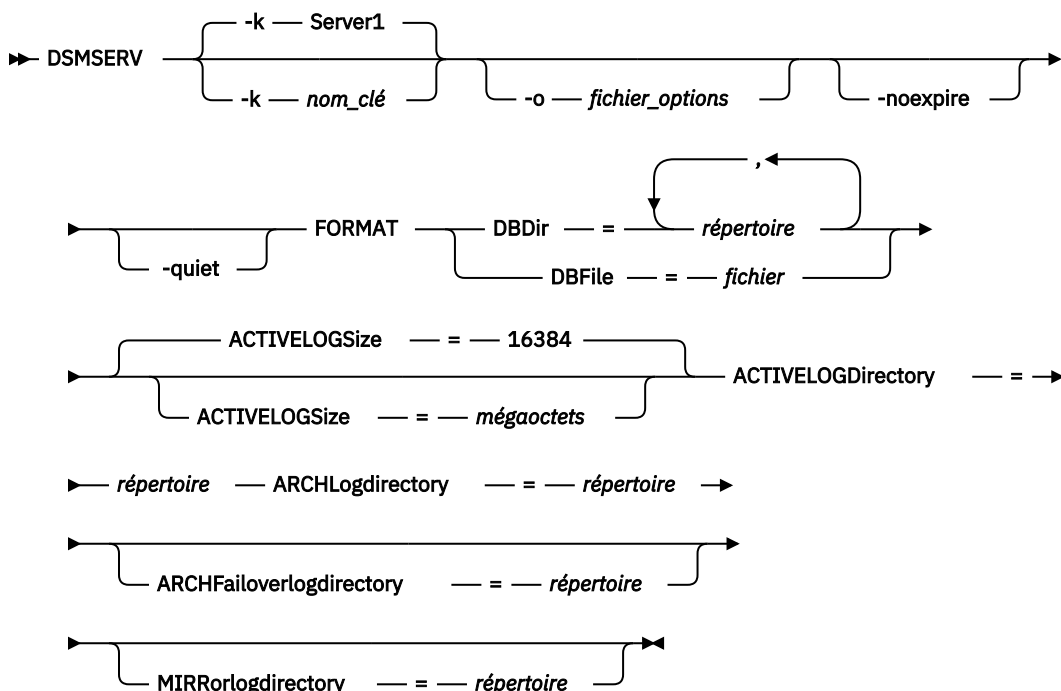 -k — Server1
DSMSERV
-k — nom_clé
-o — fichier_options
-noexpire
,
-quiet
FORMAT
DBDir — = — répertoire
DBFile — = — fichier
ACTIVELOGSize — = — 16384
ACTIVELOGDirectory — =
ACTIVELOGSize — = — mégaoctets
répertoire — ARCHLogdirectory — = — répertoire
ARCHFailoverlogdirectory — = — répertoire
MIRRorlogdirectory — = — répertoire